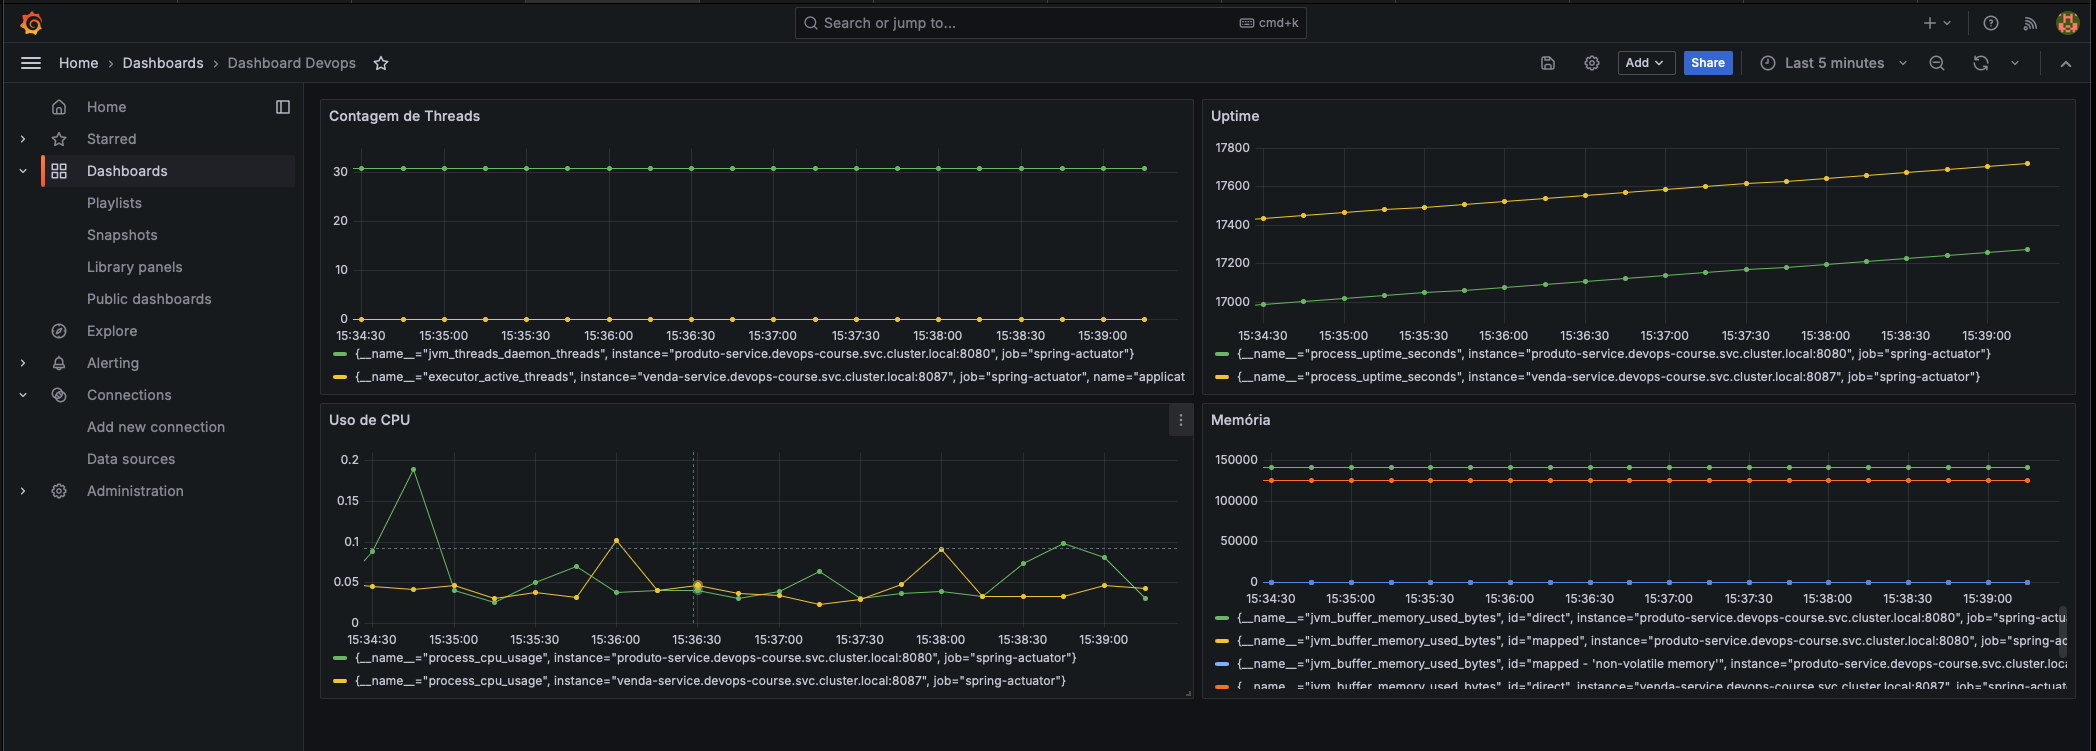 Search or jump to...
cmd+k
Home
Dashboards
Dashboard Devops
Add
Share
Last 5 minutes
Home
Starred
Dashboards
Playlists
Snapshots
Library panels
Public dashboards
Explore
Alerting
Connections
Add new connection
Data sources
Administration
Contagem de Threads
30
20
10
0
15:34:30 15:35:00 15:35:30 15:36:00 15:36:30 15:37:00 15:37:30 15:38:00 15:38:30 15:39:00
{__name__="jvm_threads_daemon_threads", instance="produto-service.devops-course.svc.cluster.local:8080", job="spring-actuator"}
{__name__="executor_active_threads", instance="venda-service.devops-course.svc.cluster.local:8087", job="spring-actuator", name="applicat
Uptime
17800
17600
17400
17200
17000
15:34:30 15:35:00 15:35:30 15:36:00 15:36:30 15:37:00 15:37:30 15:38:00 15:38:30 15:39:00
{__name__="process_uptime_seconds", instance="produto-service.devops-course.svc.cluster.local:8080", job="spring-actuator"}
{__name__="process_uptime_seconds", instance="venda-service.devops-course.svc.cluster.local:8087", job="spring-actuator"}
Uso de CPU
0.2
0.15
0.1
0.05
0
15:34:30 15:35:00 15:35:30 15:36:00 15:36:30 15:37:00 15:37:30 15:38:00 15:38:30 15:39:00
{__name__="process_cpu_usage", instance="produto-service.devops-course.svc.cluster.local:8080", job="spring-actuator"}
{__name__="process_cpu_usage", instance="venda-service.devops-course.svc.cluster.local:8087", job="spring-actuator"}
Memória
150000
100000
50000
0
15:34:30 15:35:00 15:35:30 15:36:00 15:36:30 15:37:00 15:37:30 15:38:00 15:38:30 15:39:00
{__name__="jvm_buffer_memory_used_bytes", id="direct", instance="produto-service.devops-course.svc.cluster.local:8080", job="spring-actua
{__name__="jvm_buffer_memory_used_bytes", id="mapped", instance="produto-service.devops-course.svc.cluster.local:8080", job="spring-ac
{__name__="jvm_buffer_memory_used_bytes", id="mapped - 'non-volatile memory'", instance="produto-service.devops-course.svc.cluster.loca
{__name__="jvm_buffer_memory_used_bytes", id="direct", instance="venda-service.devops-course.svc.cluster.local:8087", job="spring-actuat